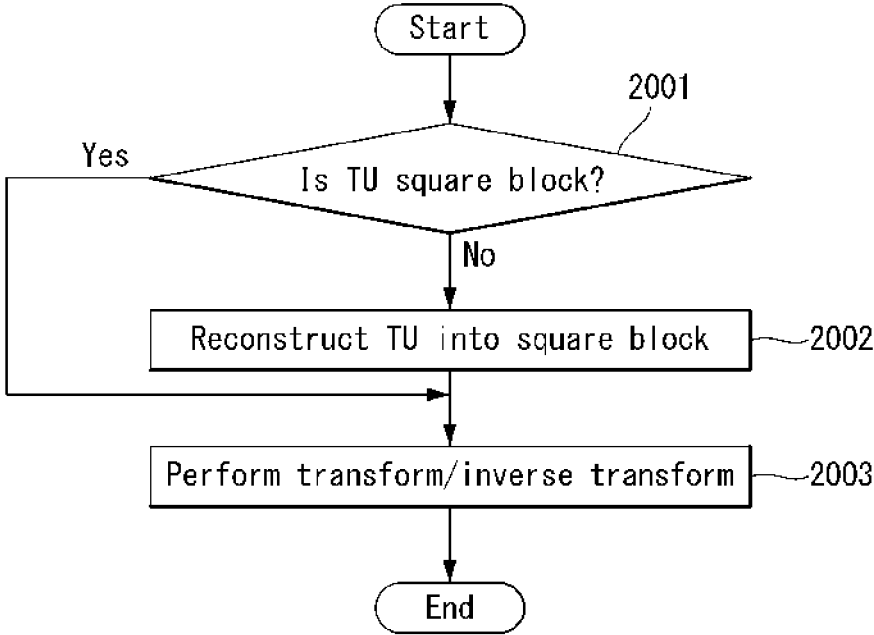 Start
2001
Yes
Is TU square block?
No
Reconstruct TU into square block
2002
Perform transform/inverse transform
2003
End